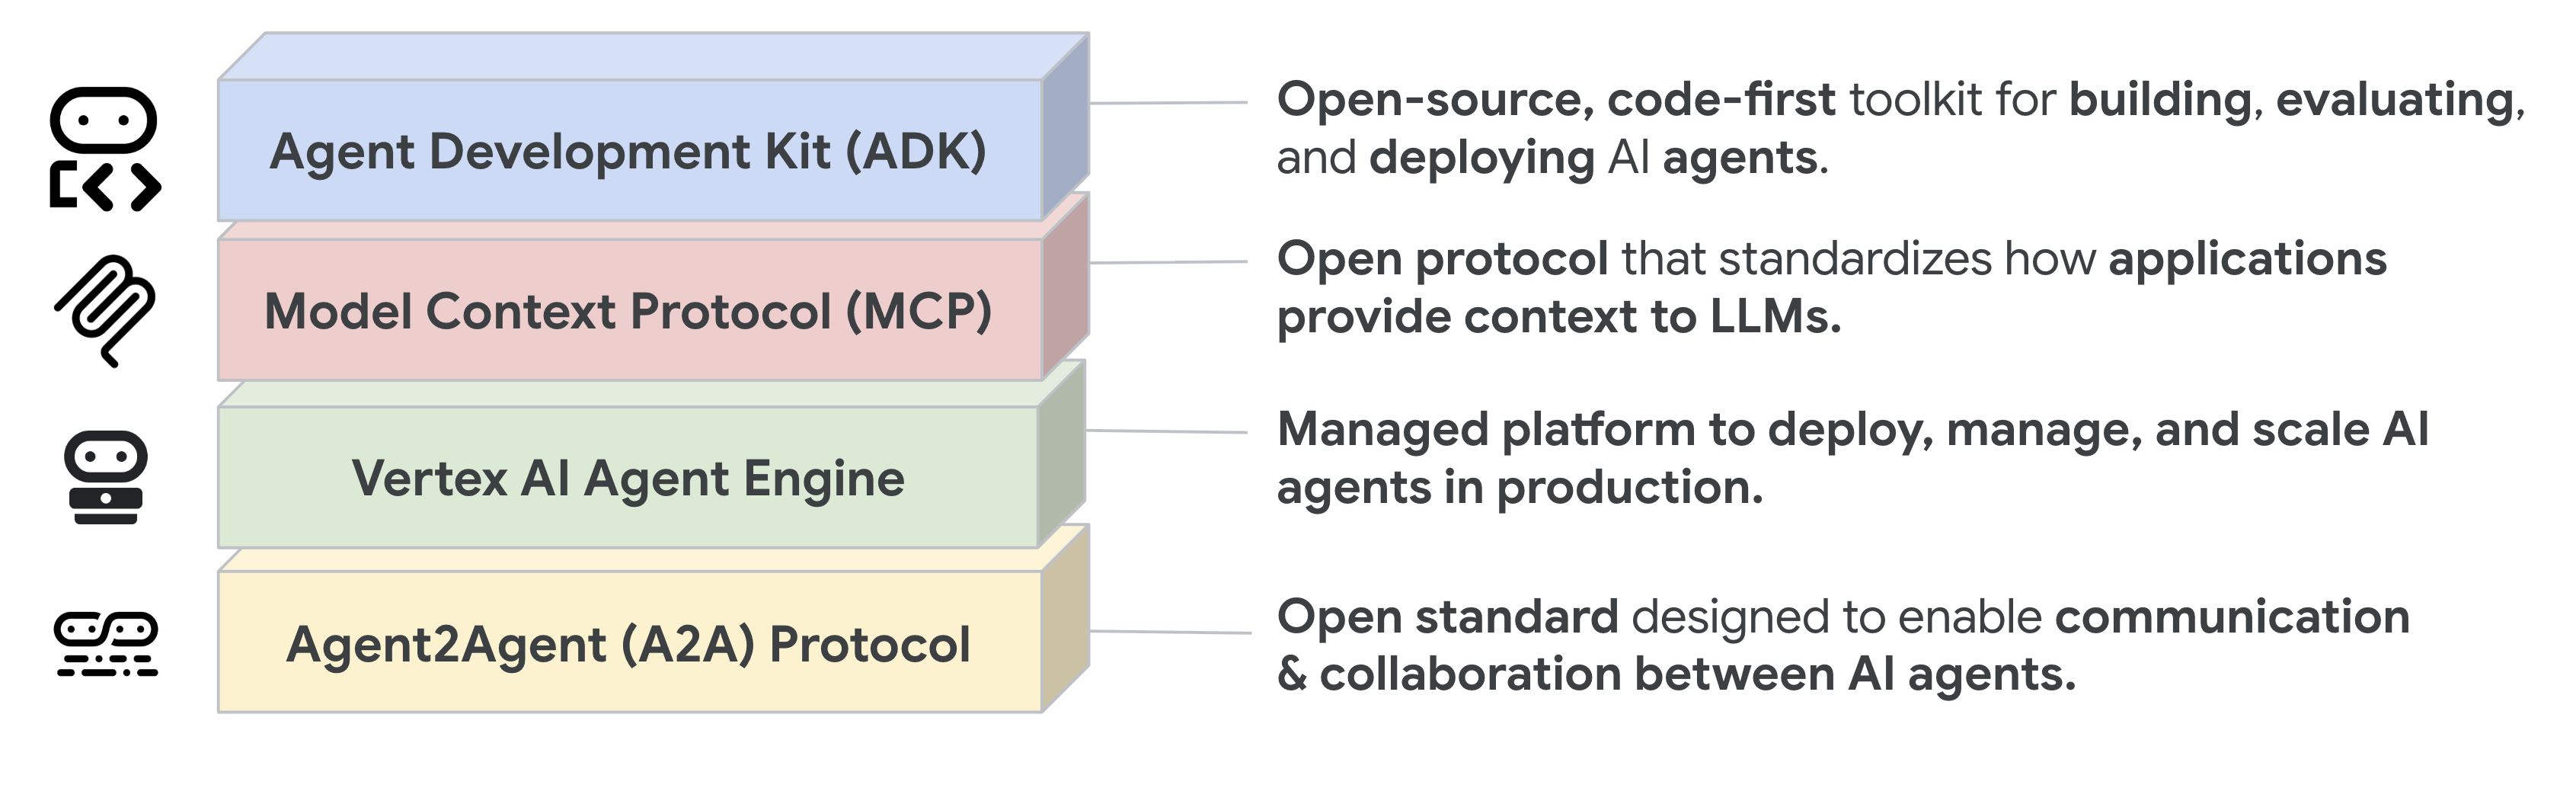 Agent Development Kit (ADK)
Open-source, code-first toolkit for building, evaluating,
and deploying AI agents.
Model Context Protocol (MCP)
Open protocol that standardizes how applications
provide context to LLMs.
Vertex AI Agent Engine
Managed platform to deploy, manage, and scale AI
agents in production.
Agent2Agent (A2A) Protocol
Open standard designed to enable communication
& collaboration between AI agents.